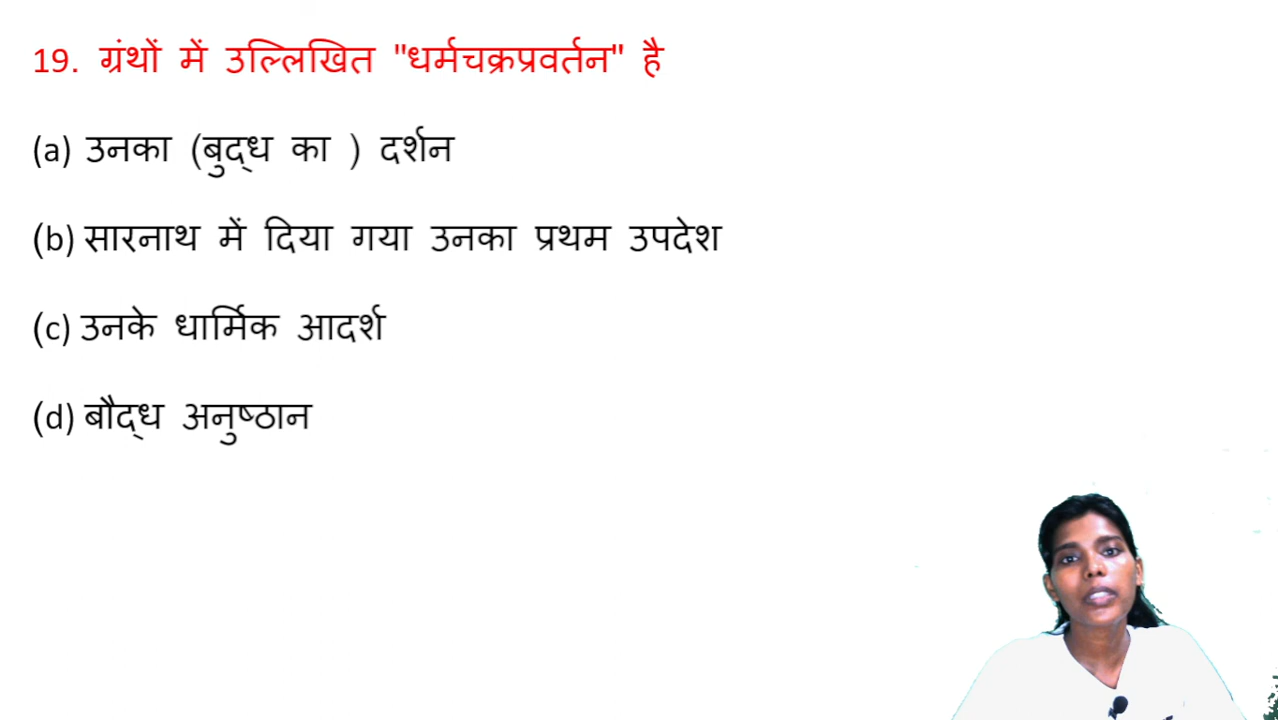 19. ग्रंथों में उल्लिखित "धर्मचक्रप्रवर्तन" है
(a) उनका (बुद्ध का ) दर्शन
(b) सारनाथ में दिया गया उनका प्रथम उपदेश
(c) उनके धार्मिक आदर्श
(d) बौद्ध अनुष्ठान